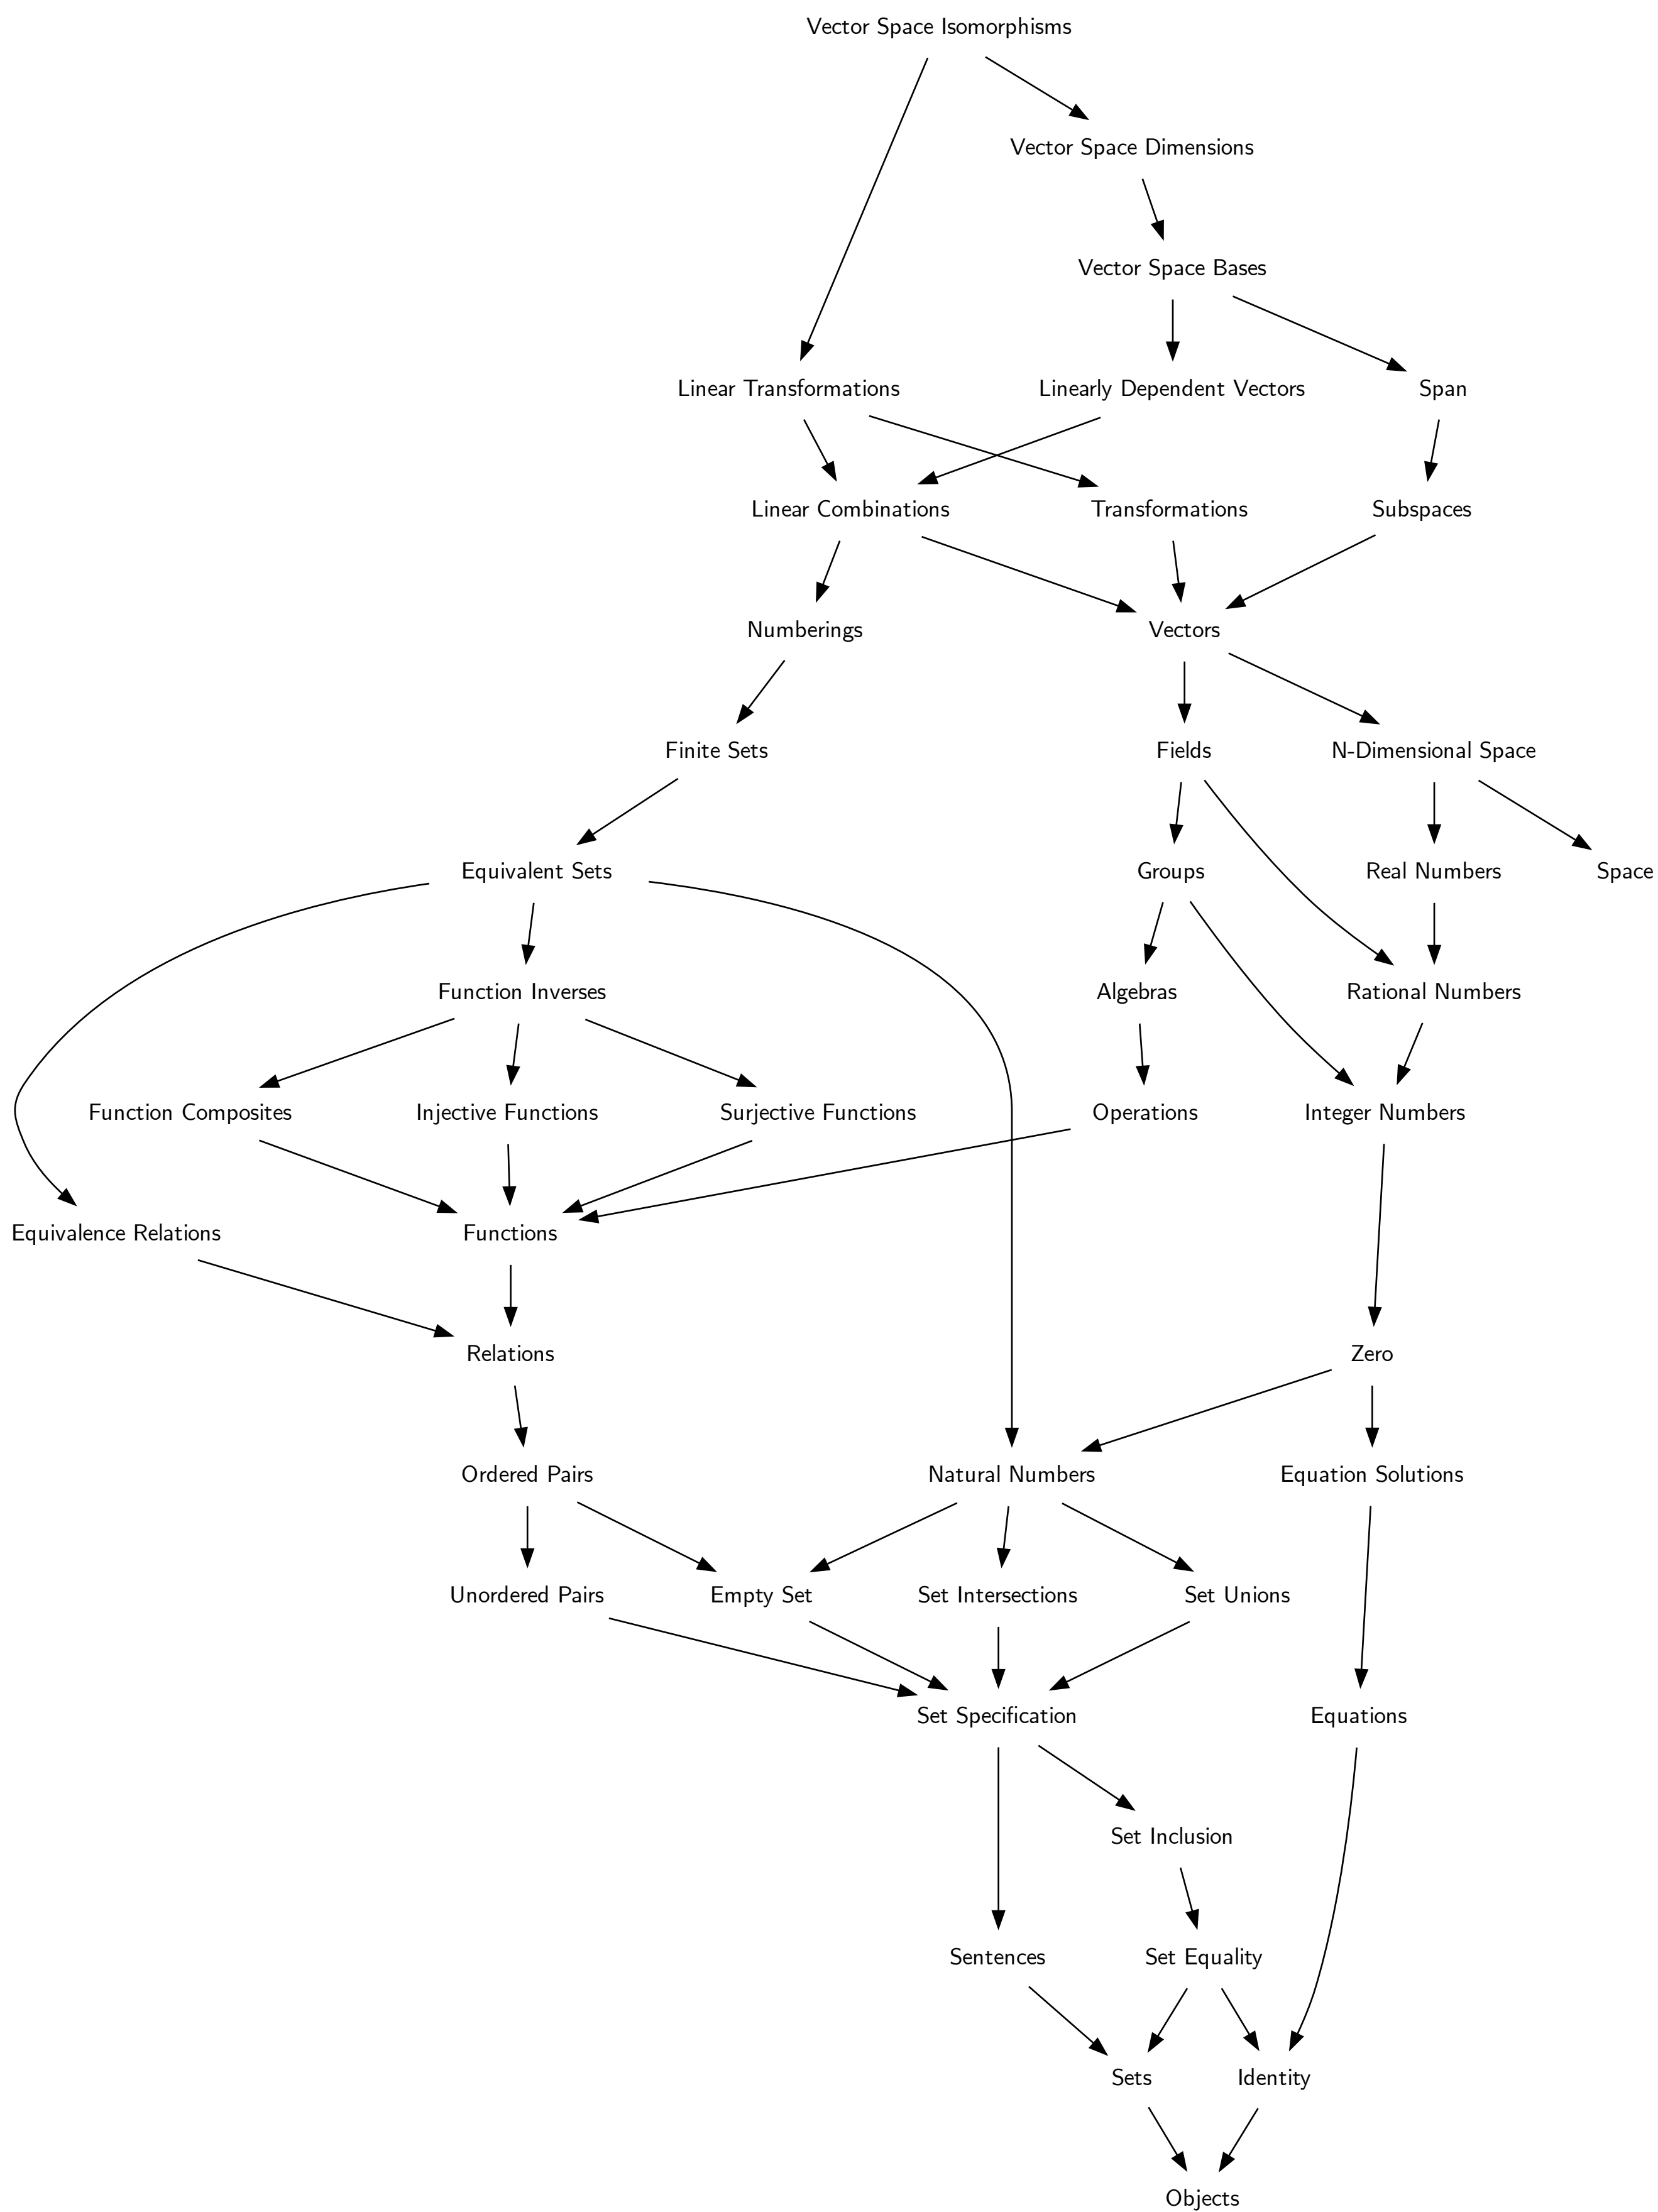 Vector Space Isomorphisms
Vector Space Dimensions
Vector Space Bases
Linear Transformations
Linearly Dependent Vectors
Span
Linear Combinations
Transformations
Subspaces
Numberings
Vectors
Finite Sets
Fields
N-Dimensional Space
Equivalent Sets
Groups
Real Numbers
Space
Function Inverses
Algebras
Rational Numbers
Function Composites
Injective Functions
Surjective Functions
Operations
Integer Numbers
Equivalence Relations
Functions
Relations
Zero
Ordered Pairs
Natural Numbers
Equation Solutions
Unordered Pairs
Empty Set
Set Intersections
Set Unions
Set Specification
Equations
Set Inclusion
Sentences
Set Equality
Sets
Identity
Objects